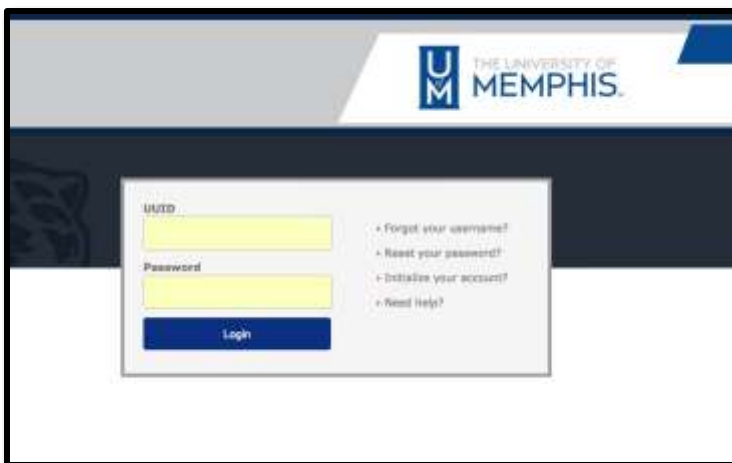 UM
THE UNIVERSITY OF
MEMPHIS.
UUID
Password
Login
Forgot your username?
Reset your password?
Initialize your account?
Need Help?